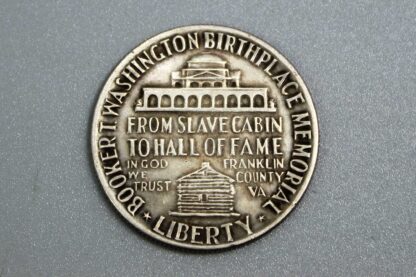 BOOKER T. WASHINGTON BIRTHPLACE MEMORIAL
FROM SLAVE CABIN
TO HALL OF FAME
IN GOD
WE
TRUST
FRANKLIN
COUNTY
VA.
LIBERTY